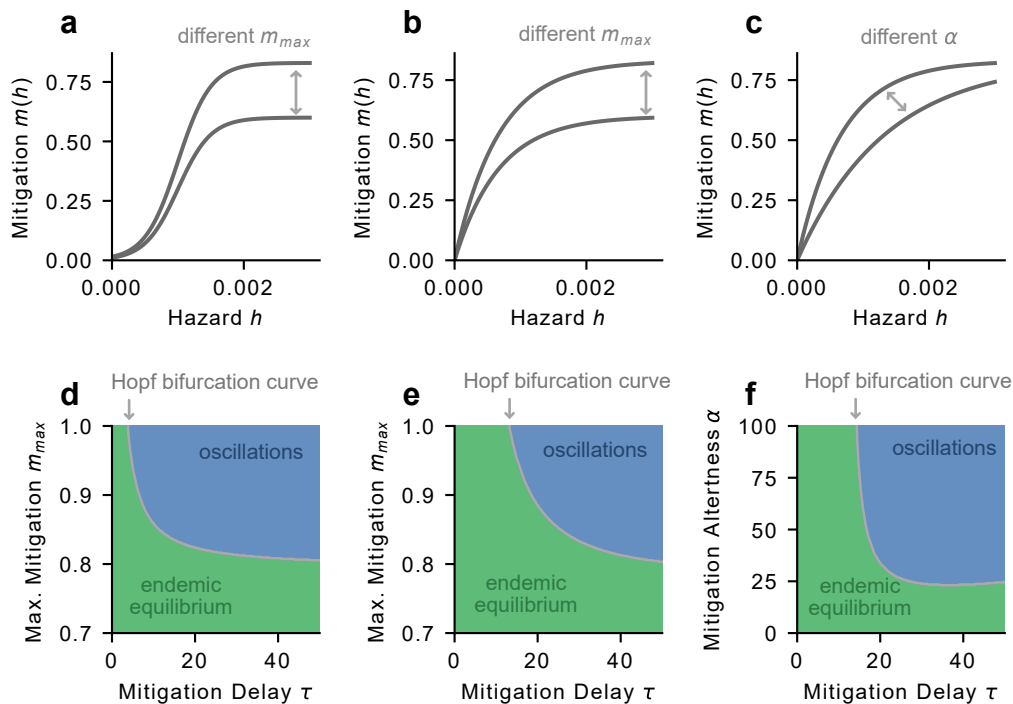 a
different m_max
Mitigation m(h)
0.75
0.50
0.25
0.00
0.000
0.002
Hazard h
b
different m_max
Mitigation m(h)
0.75
0.50
0.25
0.00
0.000
0.002
Hazard h
c
different α
Mitigation m(h)
0.75
0.50
0.25
0.00
0.000
0.002
Hazard h
d
Hopf bifurcation curve
Max. Mitigation m_max
1.0
0.9
0.8
0.7
oscillations
endemic
equilibrium
0
20
40
Mitigation Delay τ
e
Hopf bifurcation curve
Max. Mitigation m_max
1.0
0.9
0.8
0.7
oscillations
endemic
equilibrium
0
20
40
Mitigation Delay τ
f
Hopf bifurcation curve
Mitigation Altertness α
100
75
50
25
0
oscillations
endemic
equilibrium
0
20
40
Mitigation Delay τ